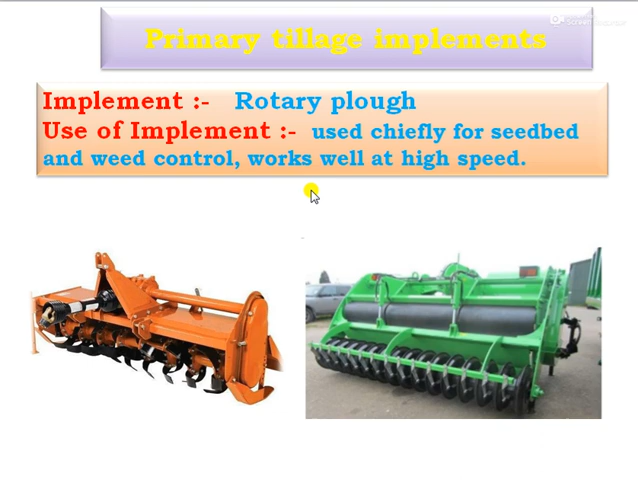 Primary tillage implements
Implement :- Rotary plough
Use of Implement :- used chiefly for seedbed
and weed control, works well at high speed.